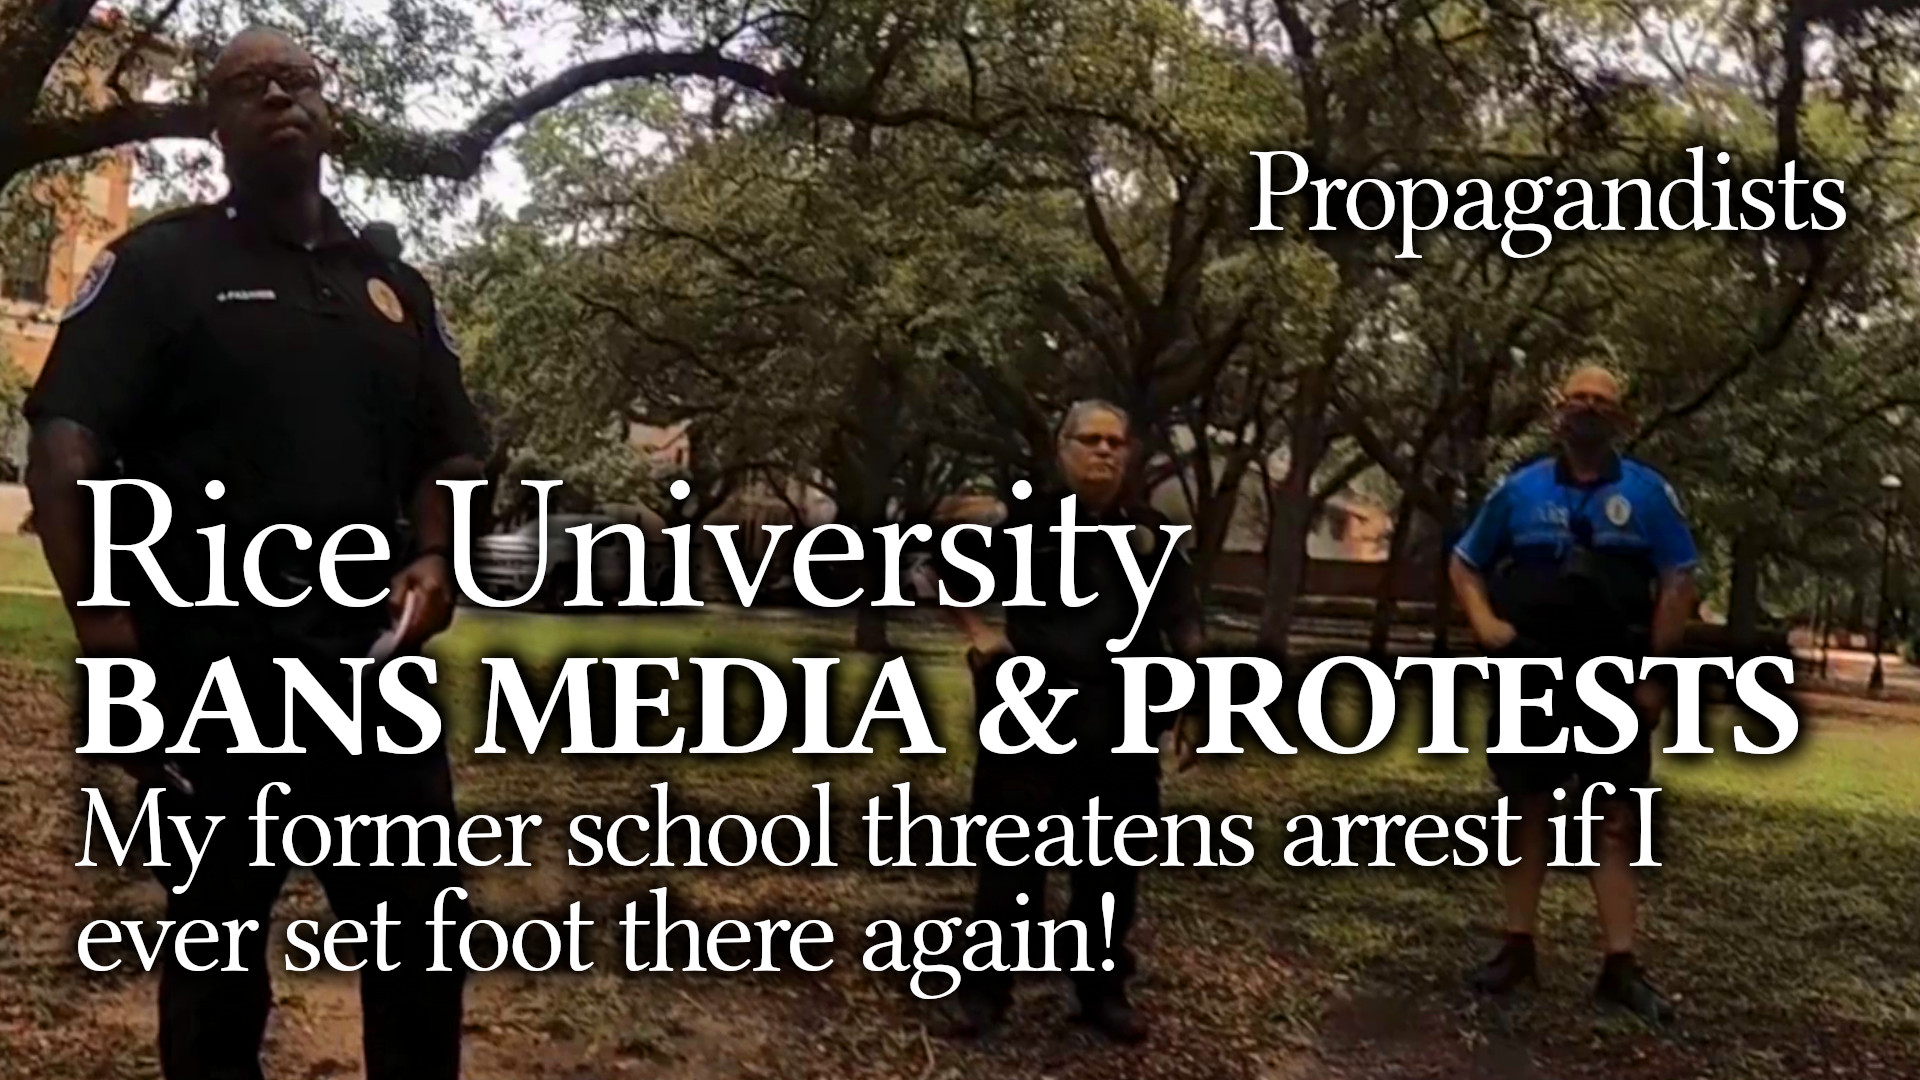 Propagandists
Rice University
BANS MEDIA & PROTESTS
My former school threatens arrest if I
ever set foot there again!